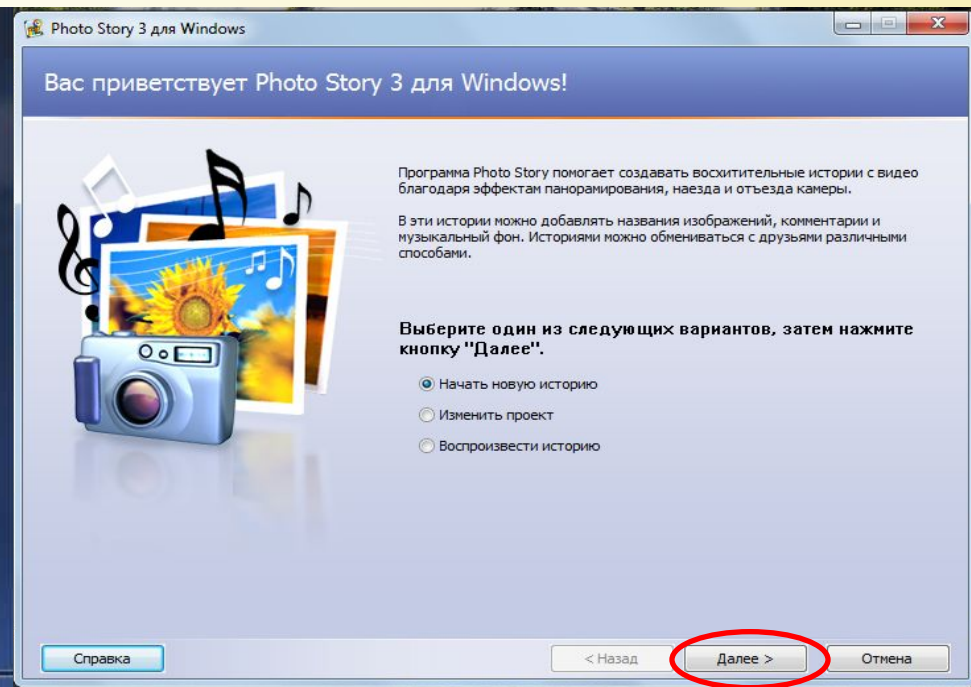 Photo Story 3 для Windows
Вас приветствует Photo Story 3 для Windows!
Программа Photo Story помогает создавать восхитительные истории с видео
благодаря эффектам панорамирования, наезда и отъезда камеры.
В эти истории можно добавлять названия изображений, комментарии и
музыкальный фон. Историями можно обмениваться с друзьями различными
способами.
Выберите один из следующих вариантов, затем нажмите
кнопку "Далее".
Начать новую историю
Изменить проект
Воспроизвести историю
Справка
< Назад
Далее >
Отмена